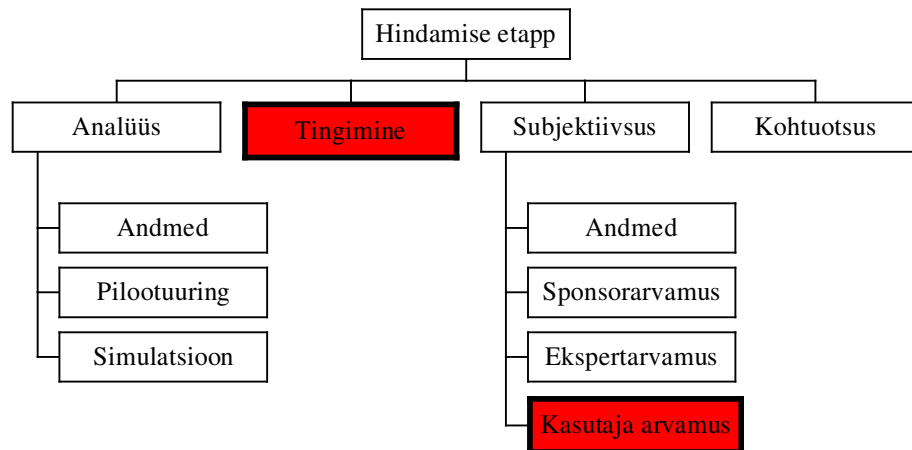 Hindamise etapp
Analüüs
Tingimine
Subjektiivsus
Kohtuotsus
Andmed
Pilootuuring
Simulatsioon
Andmed
Sponsorarvamus
Ekspertarvamus
Kasutaja arvamus